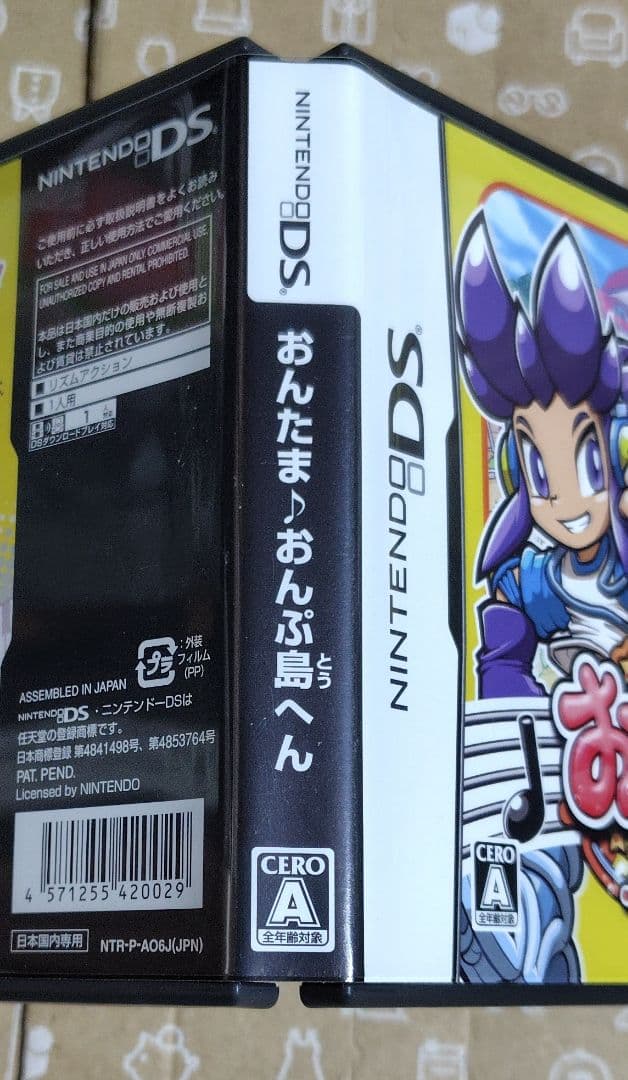 NINTENDO DS
ご使用前に必ず取扱説明書をよくお読み
いただき、正しい使用方法でご愛用ください。
FOR SALE AND USE IN JAPAN ONLY. COMMERCIAL USE,
UNAUTHORIZED COPY AND RENTAL PROHIBITED.
本品は日本国内だけの販売および使用と
し、また商業目的の使用や無断複製お
よび賃貸は禁止されています。
リズムアクション
1人用
1
DSダウンロードプレイ対応
プラ
:外装
フィルム
(PP)
ASSEMBLED IN JAPAN
NINTENDO DS・ニンテンドーDSは
任天堂の登録商標です。
日本商標登録 第4841498号、第4853764号
PAT. PEND.
Licensed by NINTENDO
4 571255 420029
日本国内専用
NTR-P-AO6J(JPN)
NINTENDO DS®
おんたま♪おんぷ島へん
とう
CERO
A
全年齢対象
NINTENDO DS®
お
CERO
A
全年齢対象